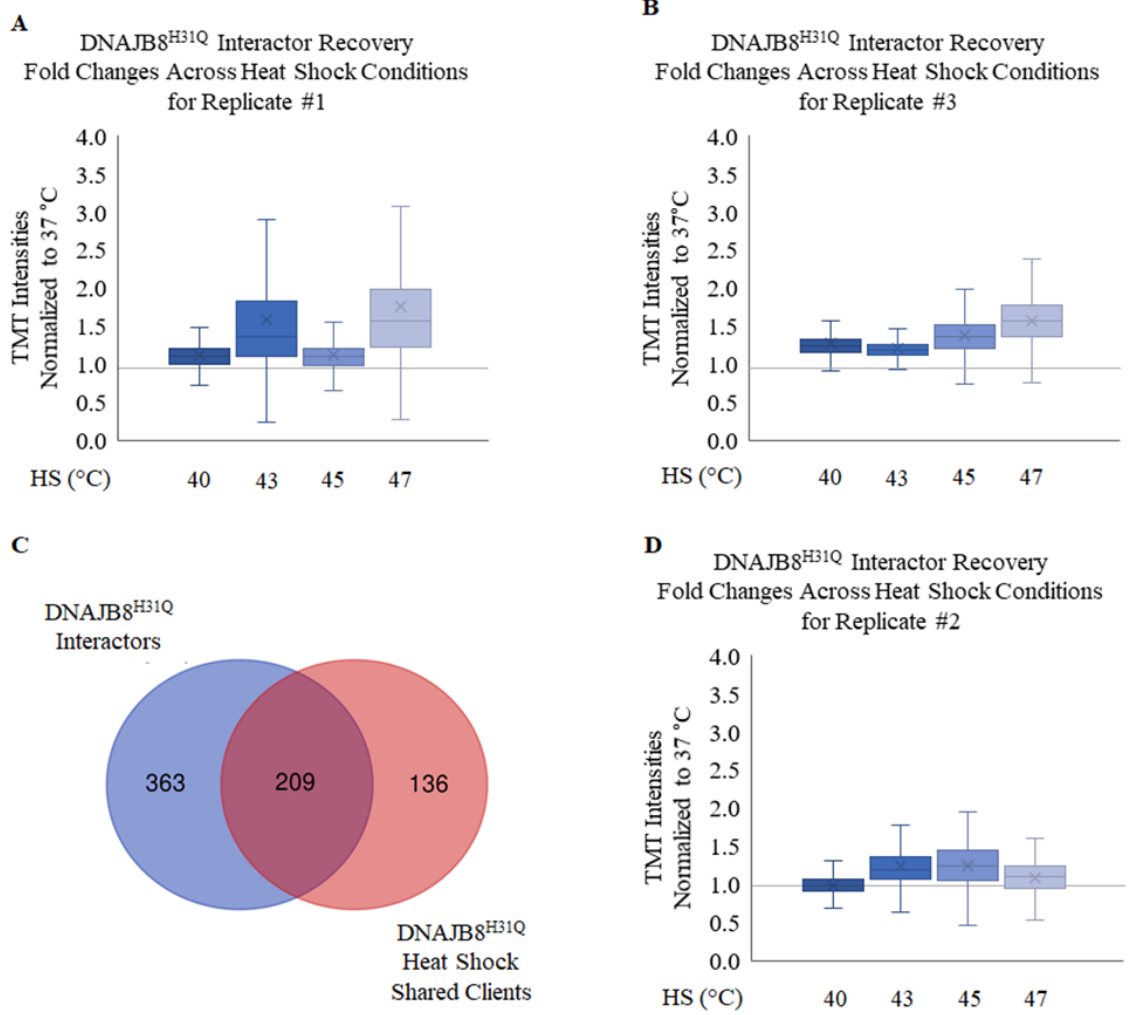 A
DNAJB8H31Q Interactor Recovery
Fold Changes Across Heat Shock Conditions
for Replicate #1
TMT Intensities
Normalized to 37 °C
4.0
3.5
3.0
2.5
2.0
1.5
1.0
0.5
0.0
HS (°C) 40 43 45 47
B
DNAJB8H31Q Interactor Recovery
Fold Changes Across Heat Shock Conditions
for Replicate #3
TMT Intensities
Normalized to 37°C
4.0
3.5
3.0
2.5
2.0
1.5
1.0
0.5
0.0
HS (°C) 40 43 45 47
C
DNAJB8H31Q
Interactors
363 209 136
DNAJB8H31Q
Heat Shock
Shared Clients
D
DNAJB8H31Q Interactor Recovery
Fold Changes Across Heat Shock Conditions
for Replicate #2
TMT Intensities
Normalized to 37 °C
4.0
3.5
3.0
2.5
2.0
1.5
1.0
0.5
0.0
HS (°C) 40 43 45 47